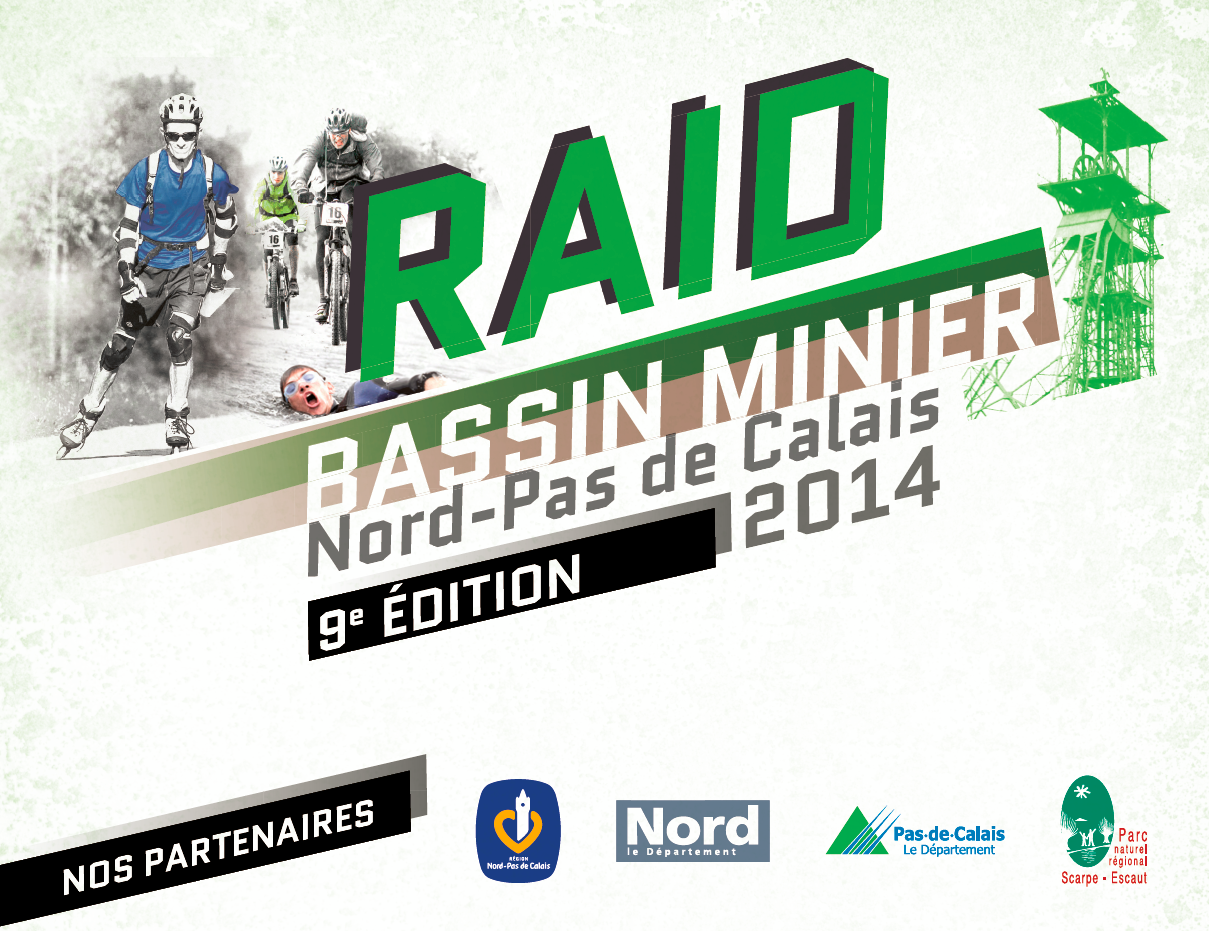 16
16
RAID
BASSIN MINIER
Nord-Pas de Calais
2014
9e ÉDITION
NOS PARTENAIRES
RÉGION
Nord-Pas de Calais
Nord
le Département
Pas-de-Calais
Le Département
Parc
naturel
régional
Scarpe - Escaut